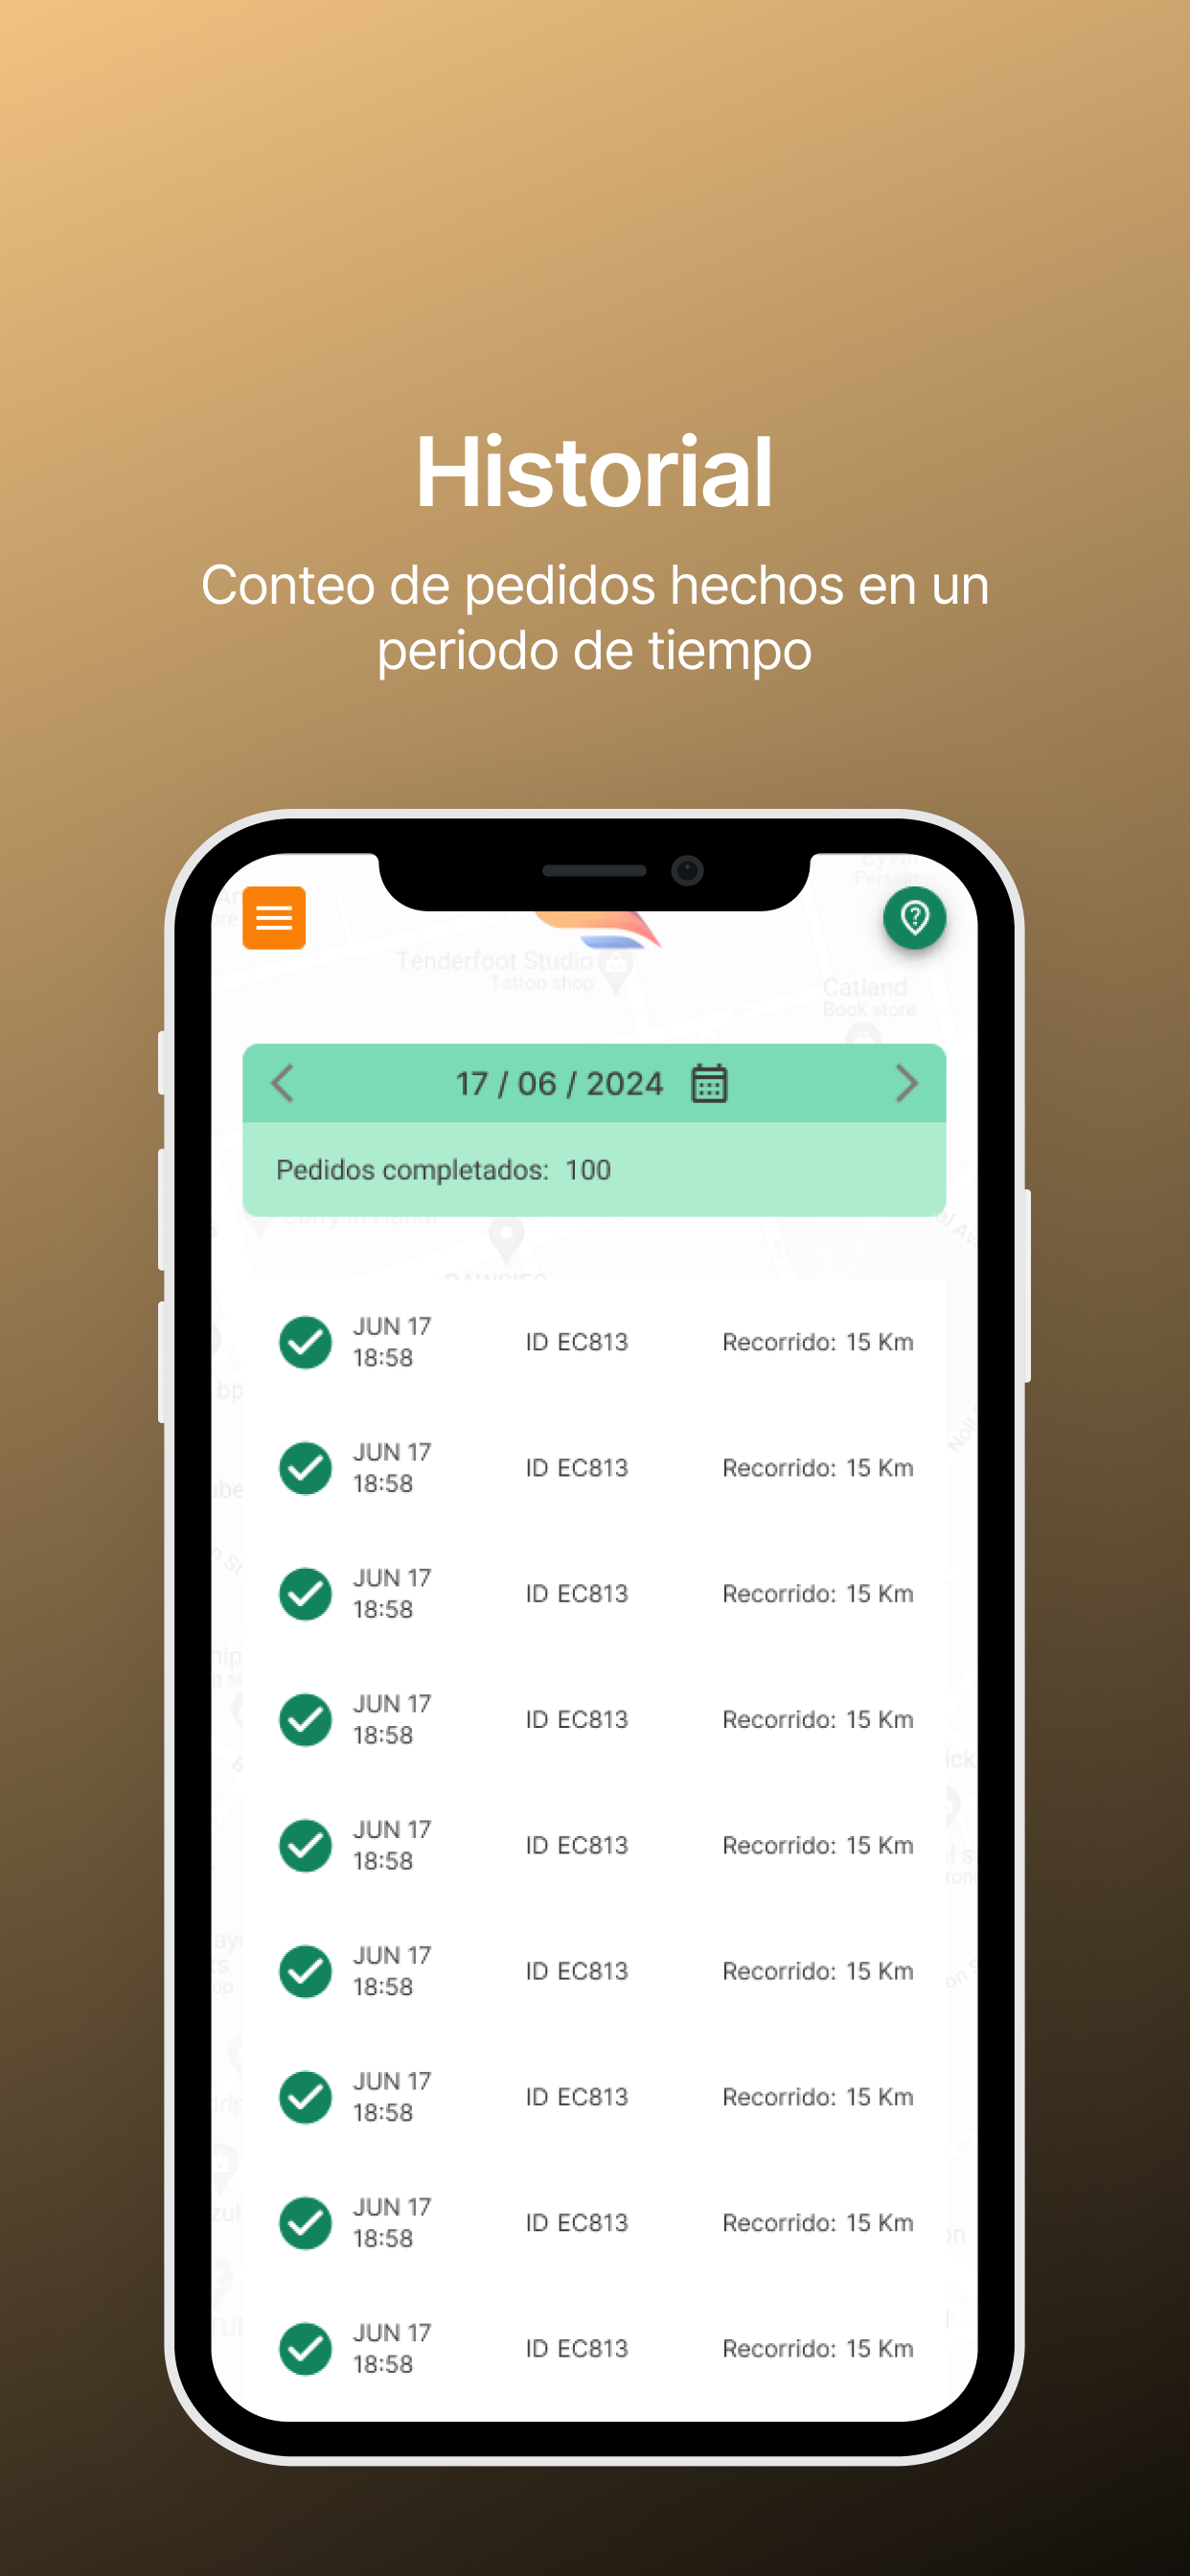 Historial
Conteo de pedidos hechos en un
periodo de tiempo
Persian
Tenderfoot Studio
Tattoo shop
Catland
Book store
17 / 06 / 2024
Pedidos completados: 100
JUN 17
18:58
ID EC813
Recorrido: 15 Km
JUN 17
18:58
ID EC813
Recorrido: 15 Km
JUN 17
18:58
ID EC813
Recorrido: 15 Km
JUN 17
18:58
ID EC813
Recorrido: 15 Km
JUN 17
18:58
ID EC813
Recorrido: 15 Km
JUN 17
18:58
ID EC813
Recorrido: 15 Km
JUN 17
18:58
ID EC813
Recorrido: 15 Km
JUN 17
18:58
ID EC813
Recorrido: 15 Km
JUN 17
18:58
ID EC813
Recorrido: 15 Km